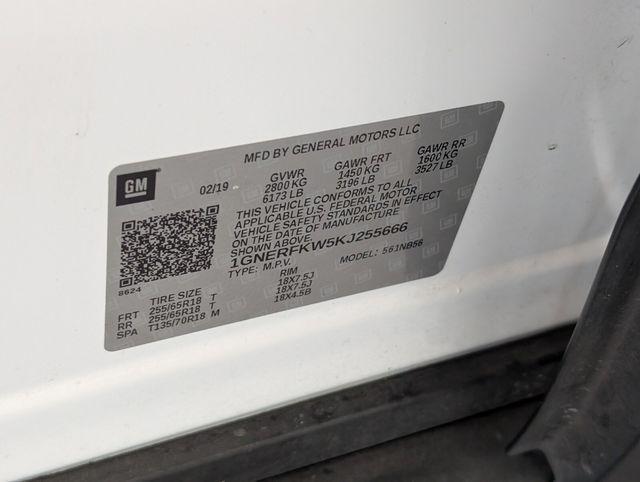 MFD BY GENERAL MOTORS LLC
GM
02/19
GVWR GAWR FRT GAWR RR
2800 KG 1450 KG 1600 KG
6173 LB 3196 LB 3527 LB
THIS VEHICLE CONFORMS TO ALL
APPLICABLE U.S. FEDERAL MOTOR
VEHICLE SAFETY STANDARDS IN EFFECT
ON THE DATE OF MANUFACTURE
SHOWN ABOVE.
1GNERFKW5KJ255666
TYPE: M.P.V. MODEL: 561NB56
8624
TIRE SIZE RIM
FRT 255/65R18 T 18X7.5J
RR 255/65R18 T 18X7.5J
SPA T135/70R18 M 18X4.5B